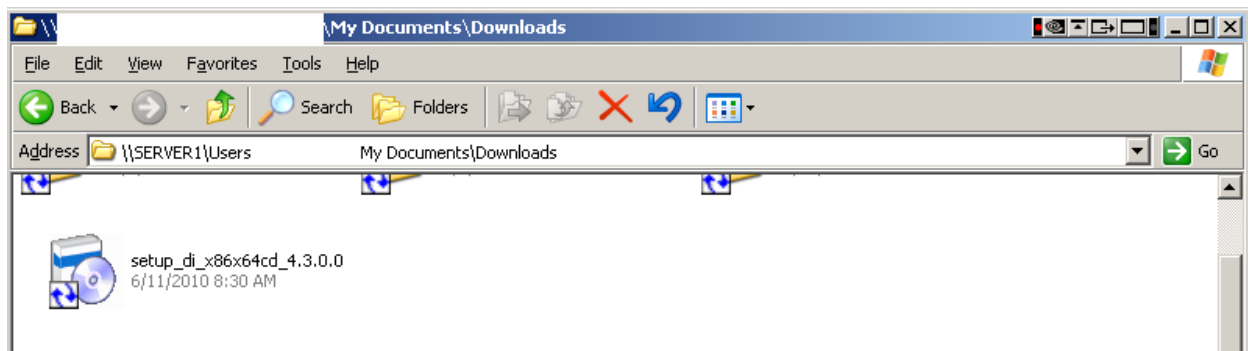 \\ \My Documents\Downloads
File Edit View Favorites Tools Help
Back Search Folders
Address \\SERVER1\Users My Documents\Downloads Go
setup_di_x86x64cd_4.3.0.0
6/11/2010 8:30 AM